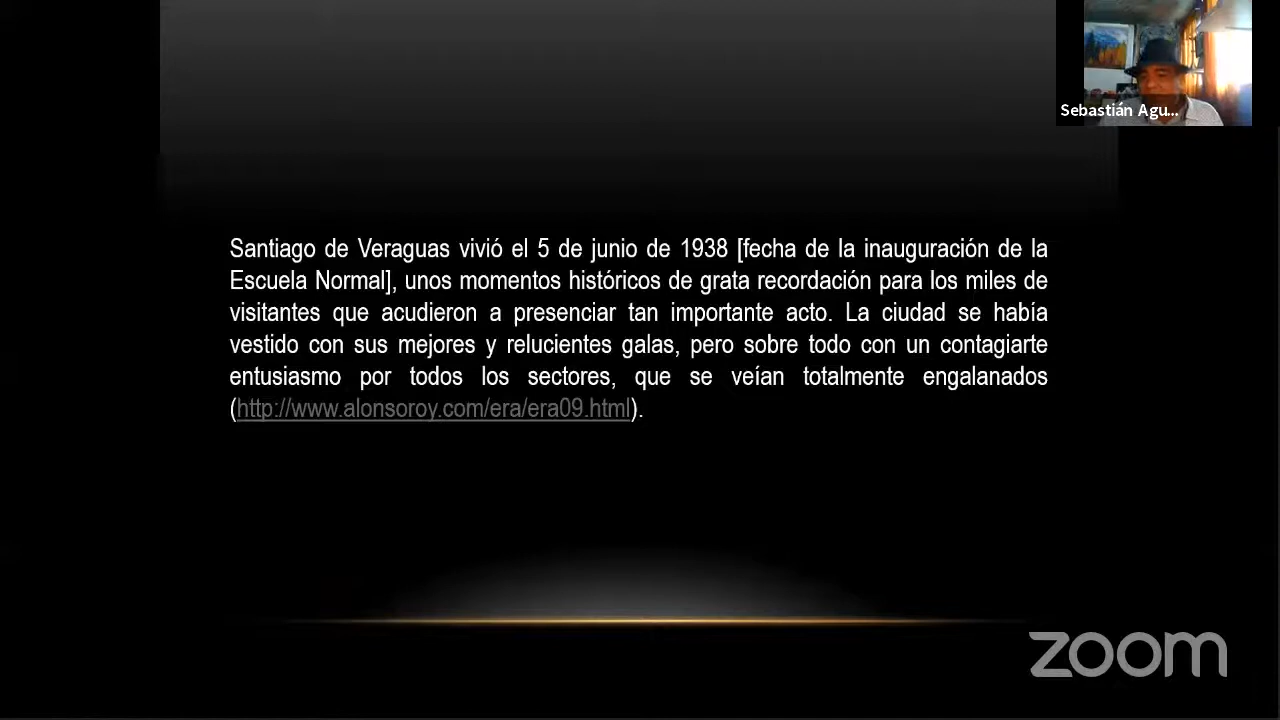 Sebastián Agu...
Santiago de Veraguas vivió el 5 de junio de 1938 [fecha de la inauguración de la
Escuela Normal], unos momentos históricos de grata recordación para los miles de
visitantes que acudieron a presenciar tan importante acto. La ciudad se había
vestido con sus mejores y relucientes galas, pero sobre todo con un contagiarte
entusiasmo por todos los sectores, que se veían totalmente engalanados
(http://www.alonsoroy.com/era/era09.html).
zoom